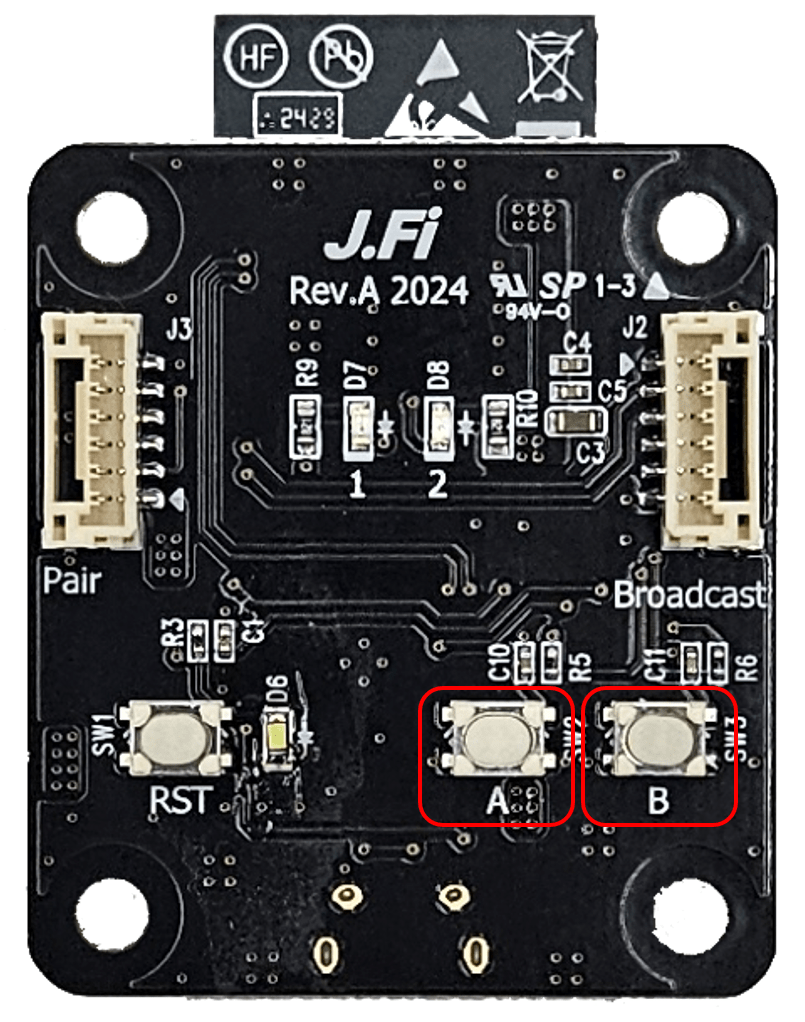 HF
Pb
2429
J.Fi
Rev.A 2024
SP 1-3
94V-0
J3
J2
C4
C5
C3
R9
D7
D8
R10
1
2
Pair
Broadcast
R3
C1
C10
R5
C11
R6
SW1
D6
SW2
SW3
RST
A
B